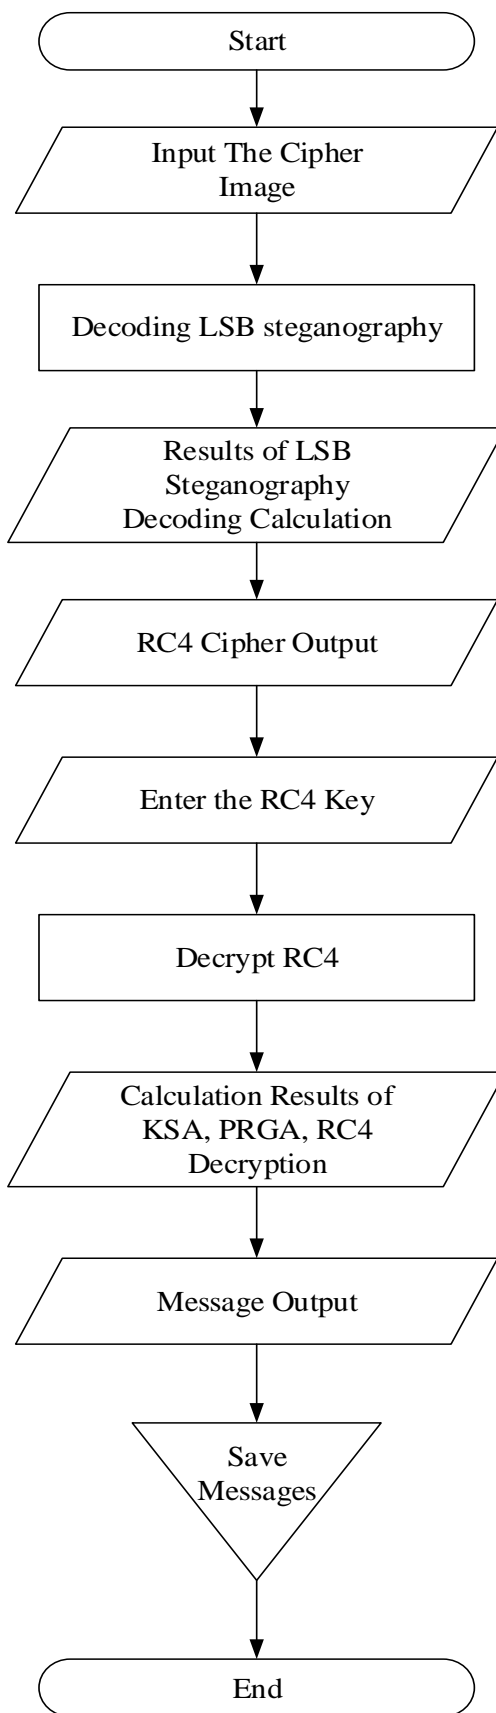 Start
Input The Cipher
Image
Decoding LSB steganography
Results of LSB
Steganography
Decoding Calculation
RC4 Cipher Output
Enter the RC4 Key
Decrypt RC4
Calculation Results of
KSA, PRGA, RC4
Decryption
Message Output
Save
Messages
End